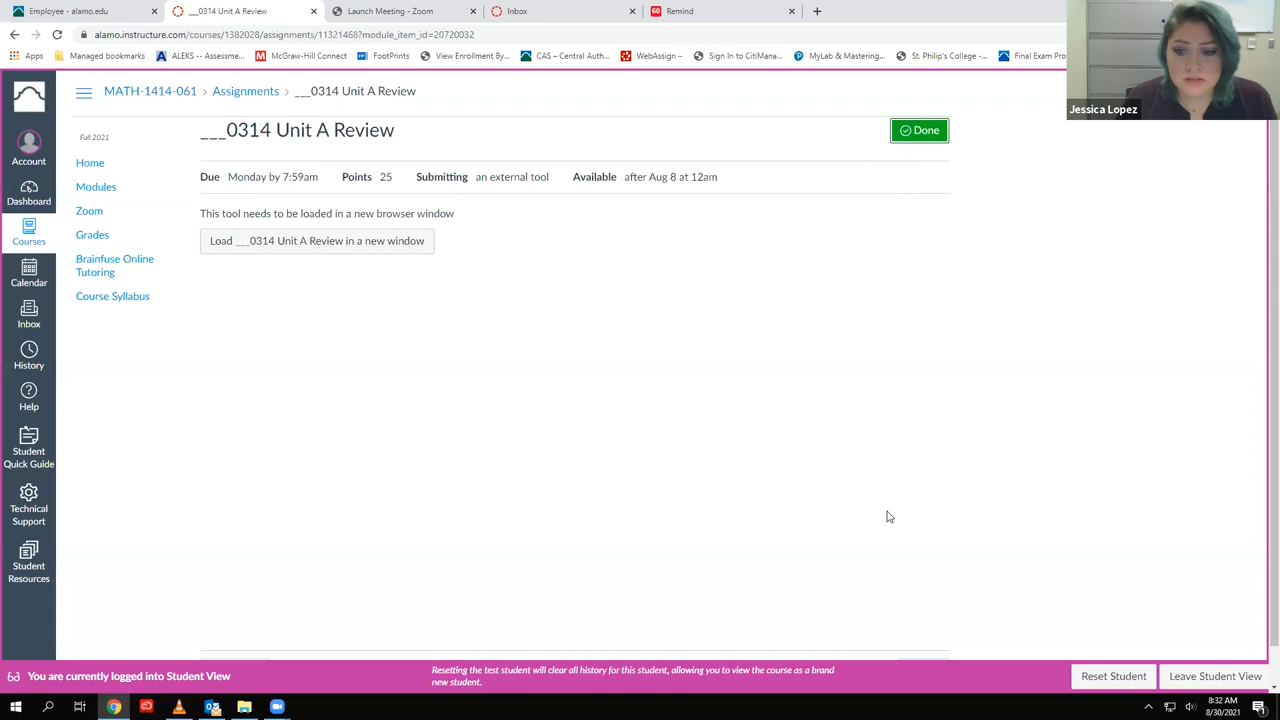 Employee - alamo.edu
___0314 Unit A Review
Launch Meeting - Zoom
Inbox
60 Remind
alamo.instructure.com/courses/1382028/assignments/11321468?module_item_id=20720032
Apps
Managed bookmarks
ALEKS -- Assessme...
McGraw-Hill Connect
FootPrints
View Enrollment By...
CAS – Central Auth...
WebAssign –
Sign In to CitiMana...
MyLab & Mastering...
St. Philip's College -...
Final Exam Pro
Jessica Lopez
MATH-1414-061 › Assignments › ___0314 Unit A Review
Account
Dashboard
Courses
Calendar
Inbox
History
Help
Student
Quick Guide
Technical
Support
Student
Resources
Fall 2021
Home
Modules
Zoom
Grades
Brainfuse Online
Tutoring
Course Syllabus
___0314 Unit A Review
Done
Due Monday by 7:59am Points 25 Submitting an external tool Available after Aug 8 at 12am
This tool needs to be loaded in a new browser window
Load ___0314 Unit A Review in a new window
You are currently logged into Student View
Resetting the test student will clear all history for this student, allowing you to view the course as a brand
new student.
Reset Student
Leave Student View
8:32 AM
8/30/2021
1